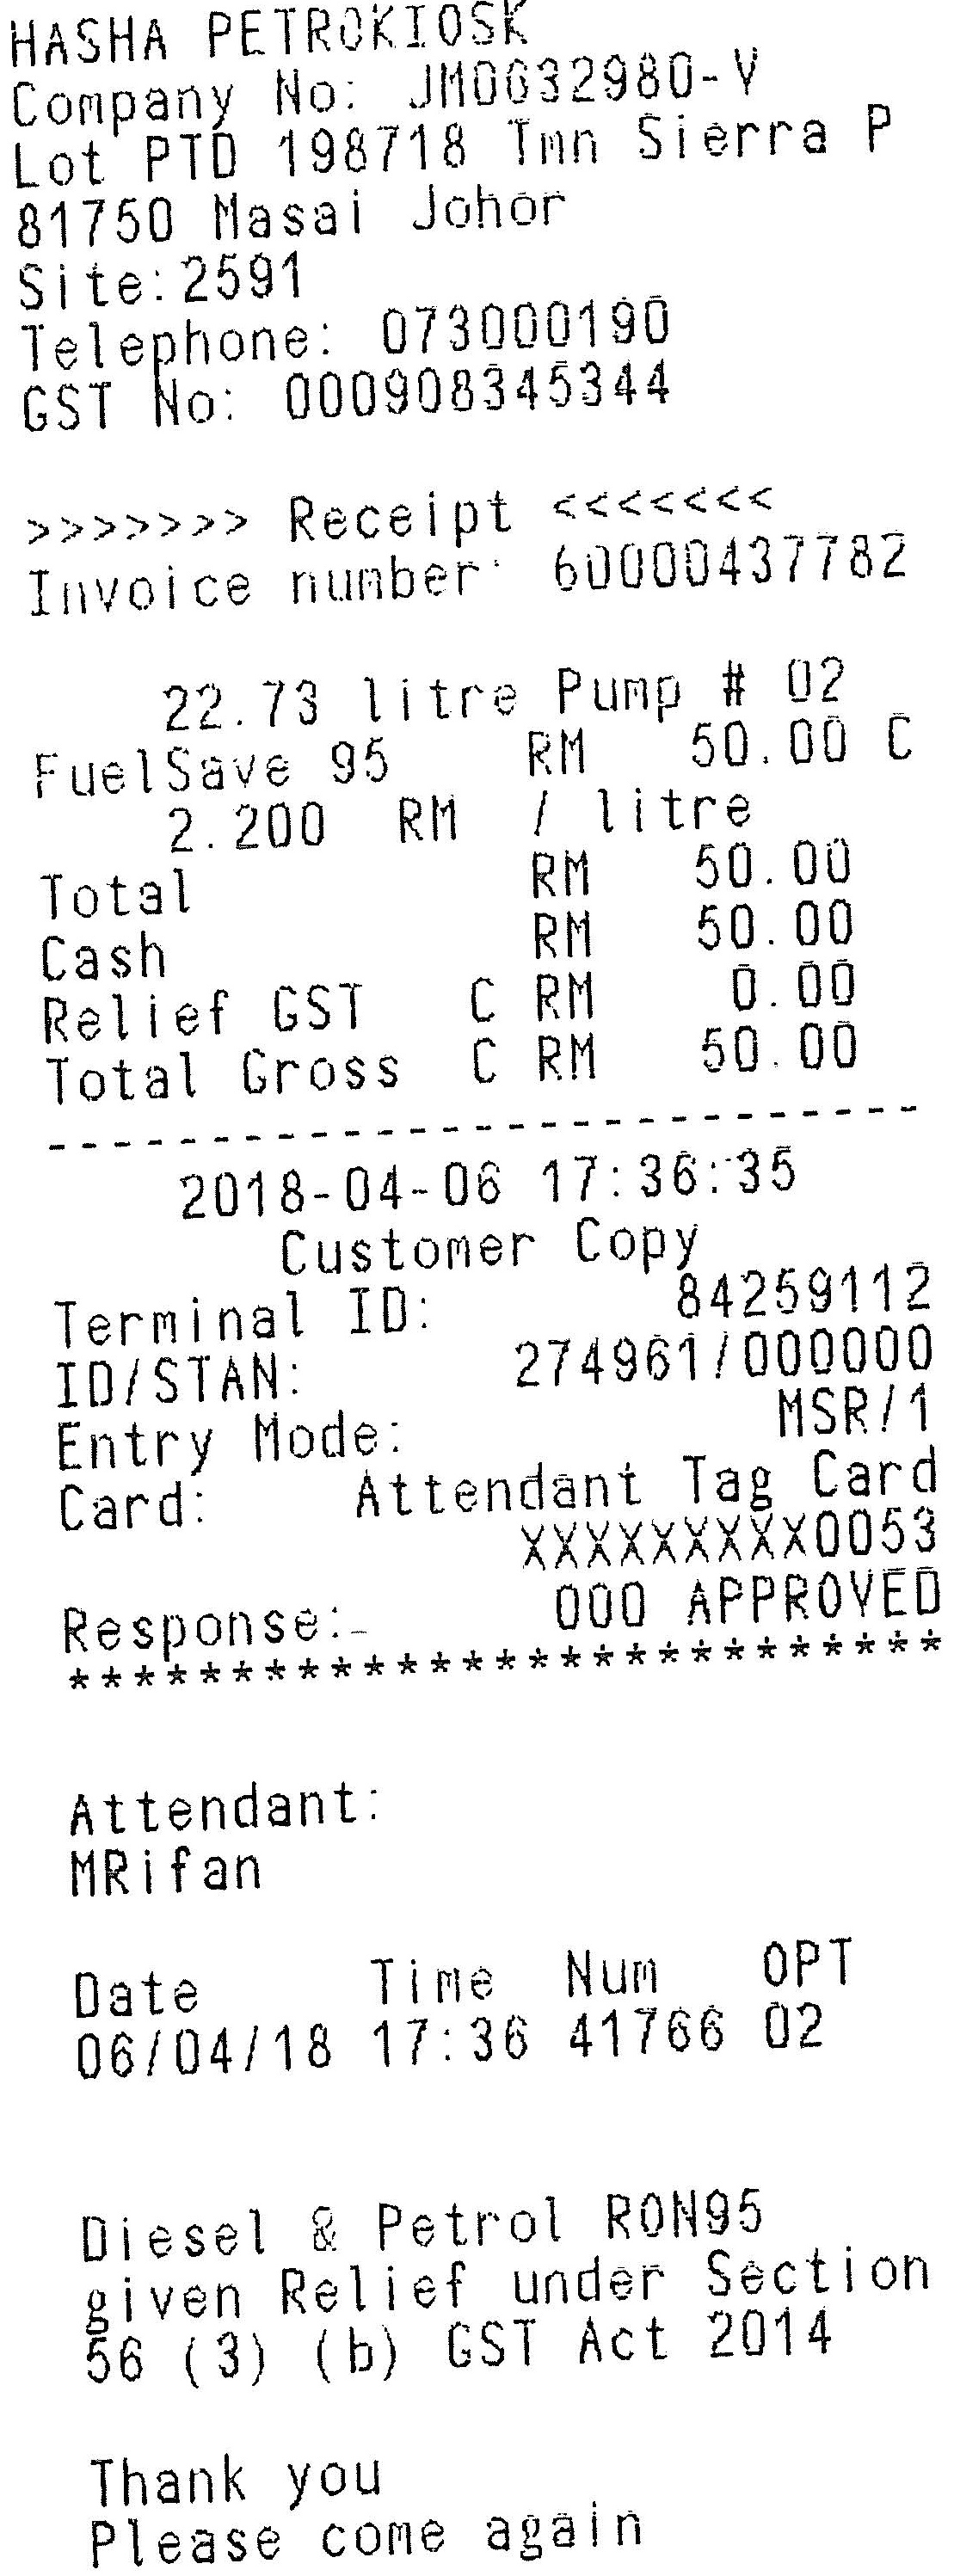 HASHA PETROKIOSK
Company No: JM0632980-V
Lot PTD 198718 Tmn Sierra P
81750 Masai Johor
Site:2591
Telephone: 073000190
GST No: 000908345344
>>>>>>> Receipt <<<<<<<
Invoice number: 60000437782
22.73 litre Pump # 02
FuelSave 95 RM 50.00 C
2.200 RM / litre
Total RM 50.00
Cash RM 50.00
Relief GST C RM 0.00
Total Gross C RM 50.00
---------------------------
2018-04-06 17:36:35
Customer Copy
Terminal ID: 84259112
ID/STAN: 274961/000000
Entry Mode: MSR/1
Card: Attendant Tag Card
XXXXXXXXX0053
Response: 000 APPROVED
***************************
Attendant:
MRifan
Date Time Num OPT
06/04/18 17:36 41766 02
Diesel & Petrol RON95
given Relief under Section
56 (3) (b) GST Act 2014
Thank you
Please come again